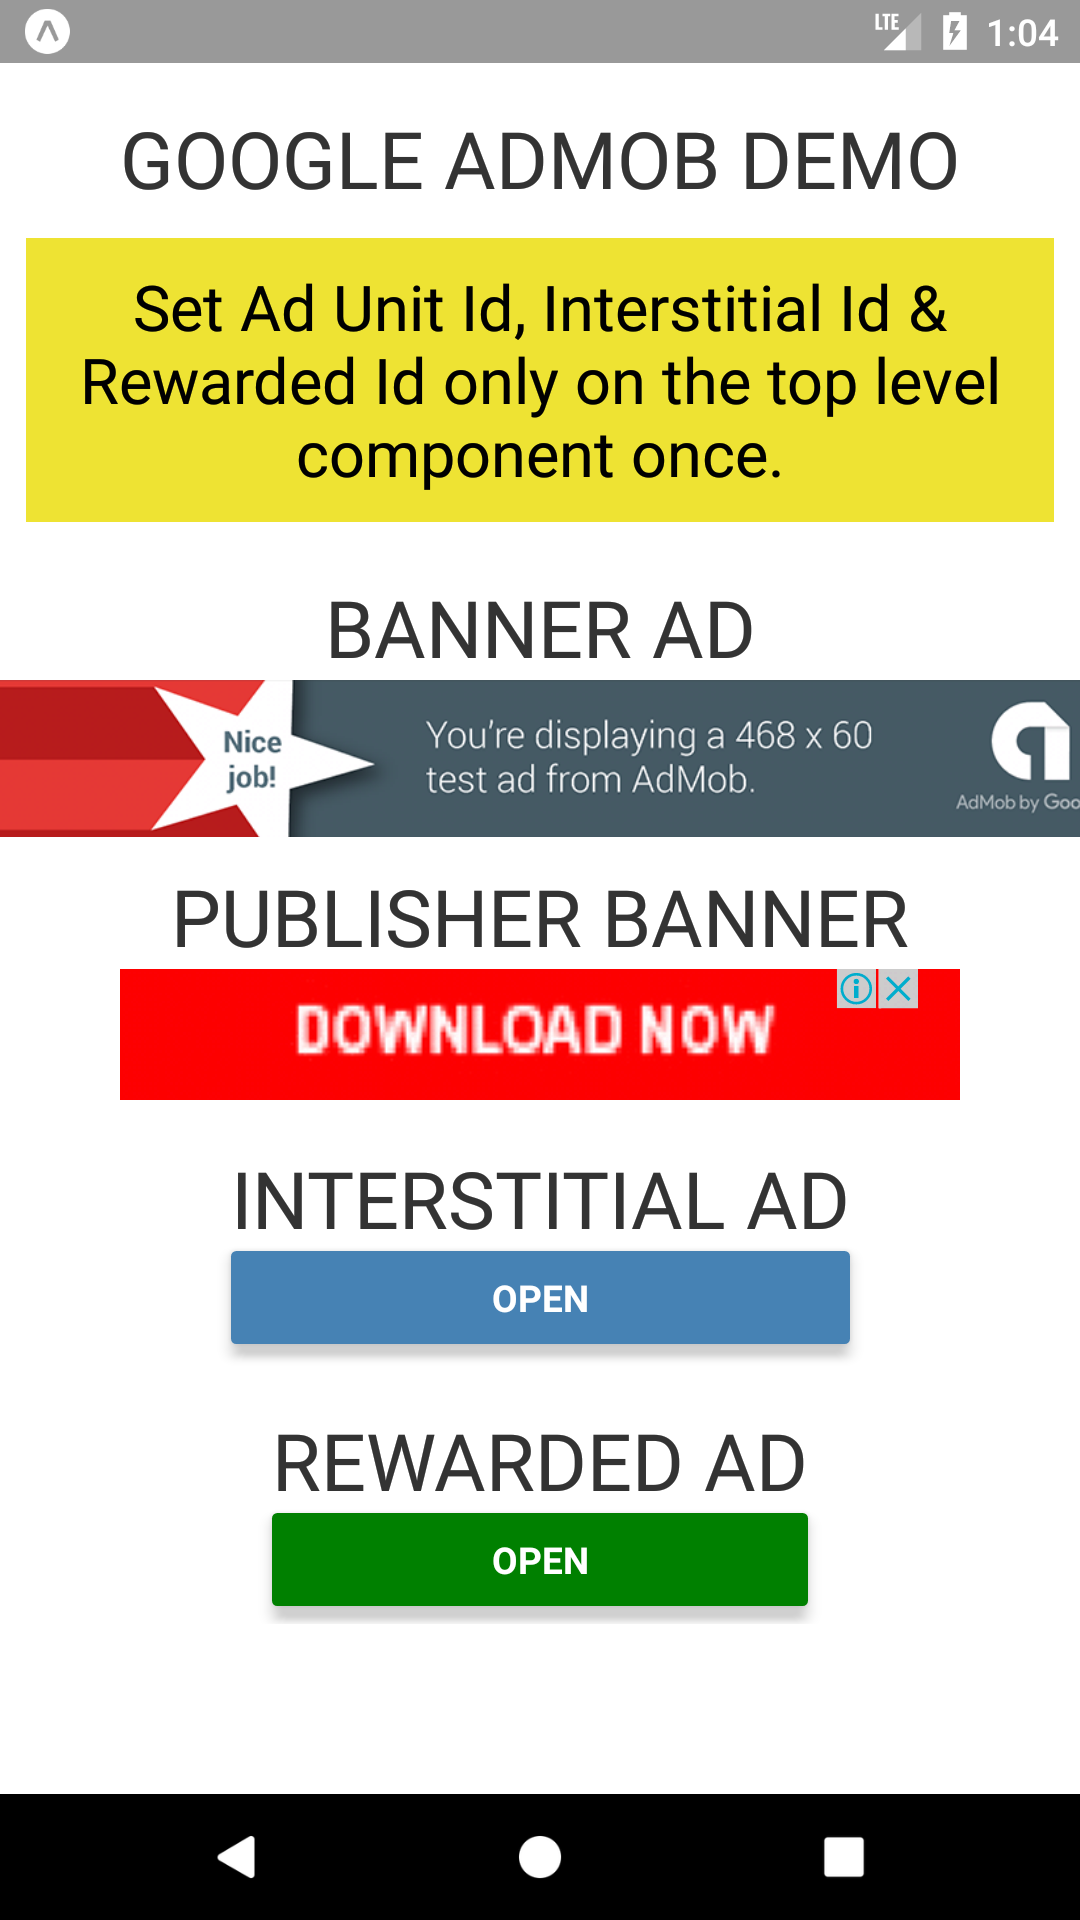 LTE 1:04
GOOGLE ADMOB DEMO
Set Ad Unit Id, Interstitial Id &
Rewarded Id only on the top level
component once.
BANNER AD
Nice
job!
You're displaying a 468 x 60
test ad from AdMob.
AdMob by Goo
PUBLISHER BANNER
DOWNLOAD NOW
INTERSTITIAL AD
OPEN
REWARDED AD
OPEN